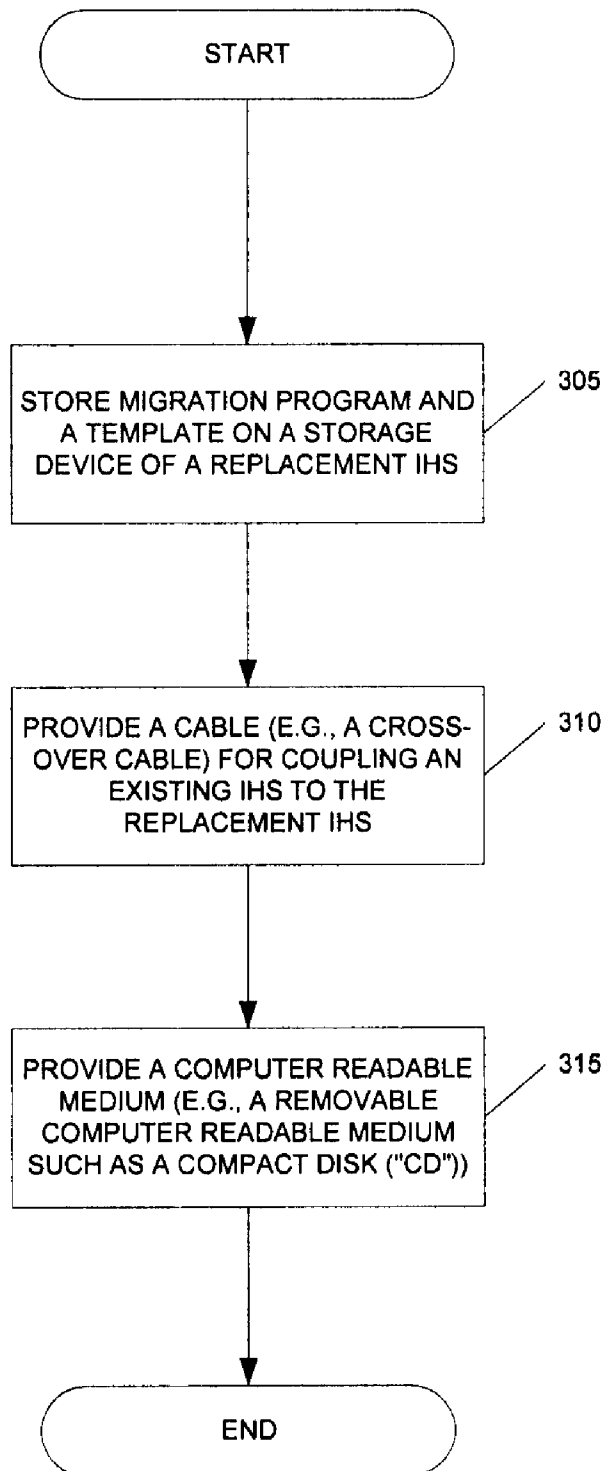 START
STORE MIGRATION PROGRAM AND
A TEMPLATE ON A STORAGE
DEVICE OF A REPLACEMENT IHS
305
PROVIDE A CABLE (E.G., A CROSS-
OVER CABLE) FOR COUPLING AN
EXISTING IHS TO THE
REPLACEMENT IHS
310
PROVIDE A COMPUTER READABLE
MEDIUM (E.G., A REMOVABLE
COMPUTER READABLE MEDIUM
SUCH AS A COMPACT DISK ("CD"))
315
END